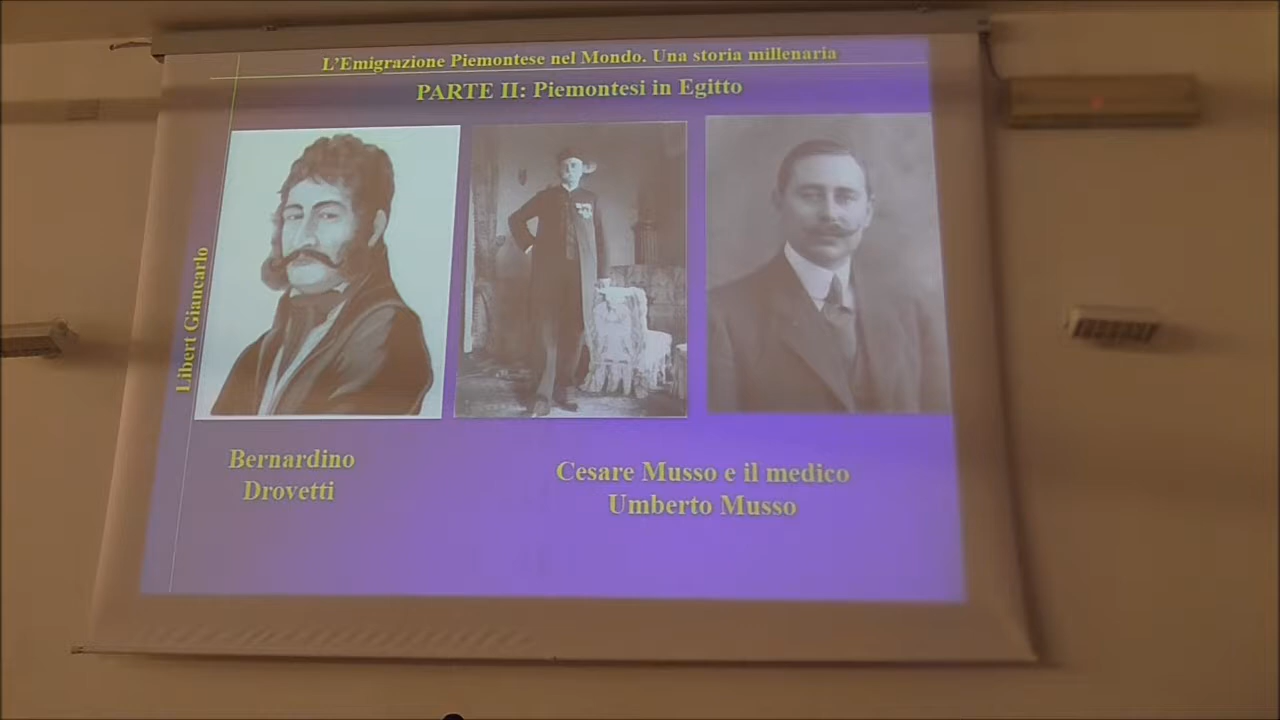 L'Emigrazione Piemontese nel Mondo. Una storia millenaria
PARTE II: Piemontesi in Egitto
Libert Giancarlo
Bernardino
Drovetti
Cesare Musso e il medico
Umberto Musso